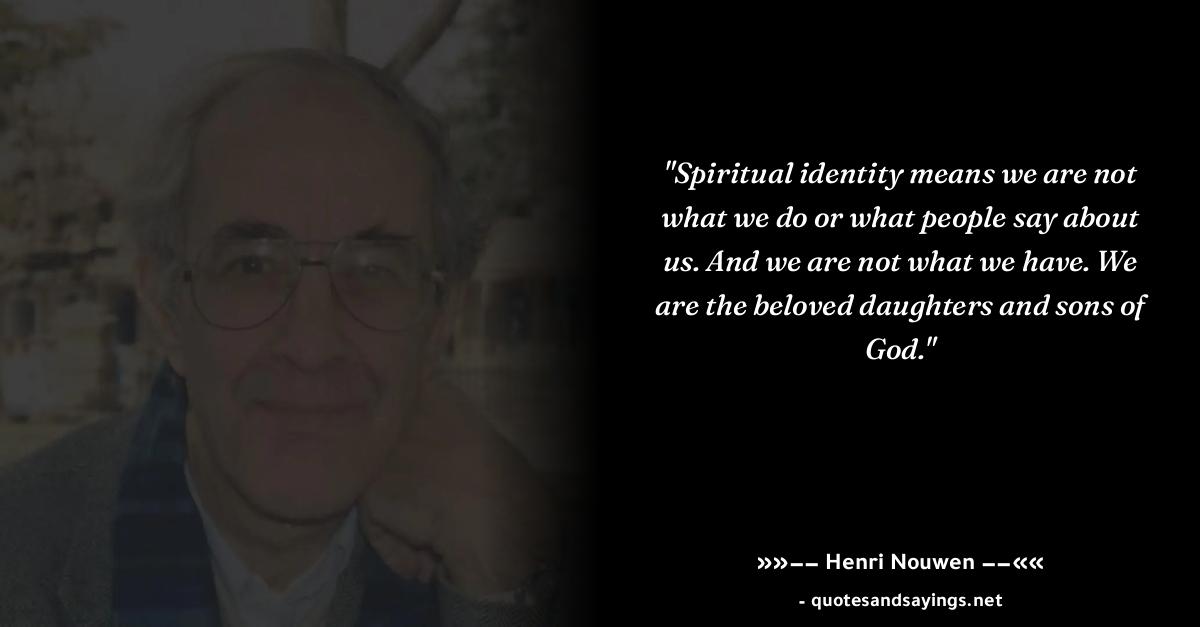 "Spiritual identity means we are not
what we do or what people say about
us. And we are not what we have. We
are the beloved daughters and sons of
God."
»»−− Henri Nouwen −−««
- quotesandsayings.net